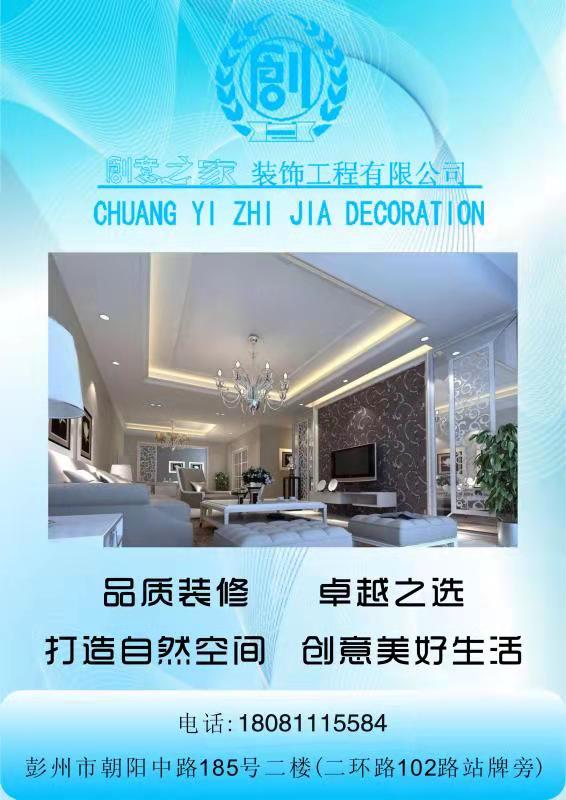 创
创意之家 装饰工程有限公司
CHUANG YI ZHI JIA DECORATION
品质装修 卓越之选
打造自然空间 创意美好生活
电话:18081115584
彭州市朝阳中路185号二楼(二环路102路站牌旁)